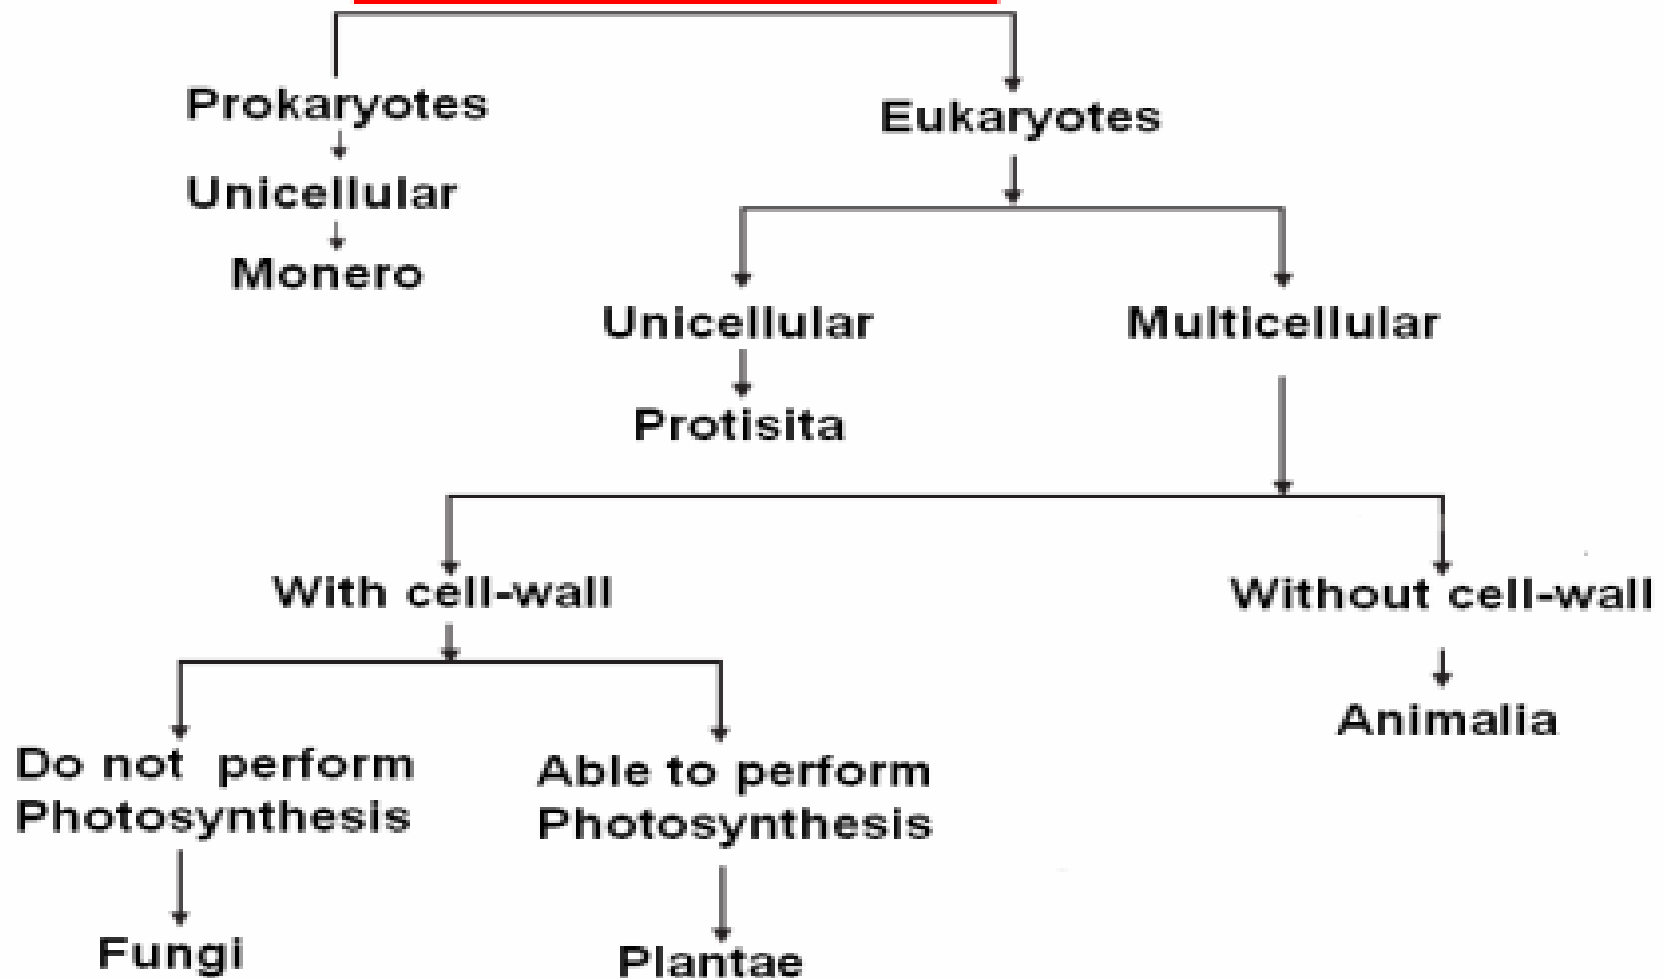 Prokaryotes
Eukaryotes
Unicellular
Monero
Unicellular
Multicellular
Protisita
With cell-wall
Without cell-wall
Animalia
Do not perform
Photosynthesis
Able to perform
Photosynthesis
Fungi
Plantae